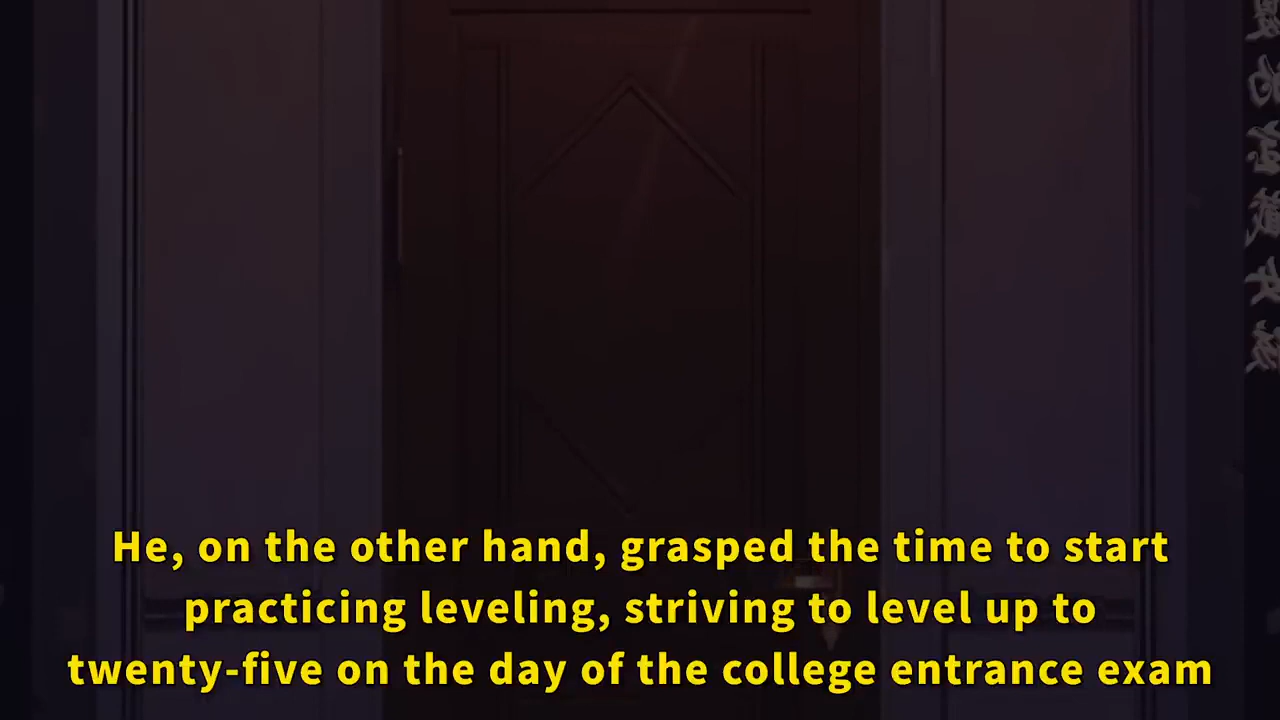 He, on the other hand, grasped the time to start
practicing leveling, striving to level up to
twenty-five on the day of the college entrance exam